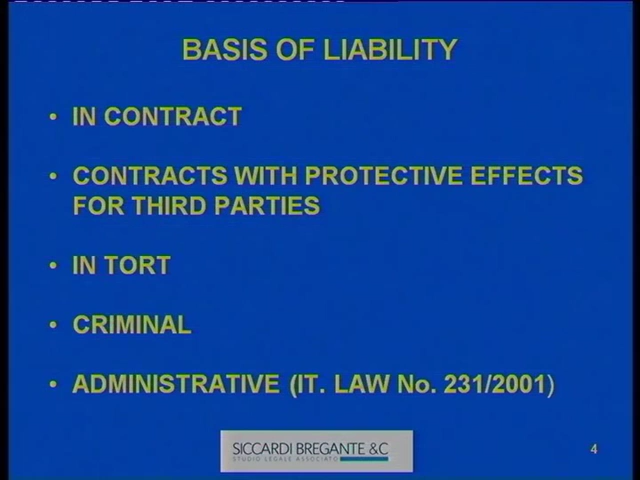 BASIS OF LIABILITY
• IN CONTRACT
• CONTRACTS WITH PROTECTIVE EFFECTS
FOR THIRD PARTIES
• IN TORT
• CRIMINAL
• ADMINISTRATIVE (IT. LAW No. 231/2001)
SICCARDI BREGANTE &C
STUDIO LEGALE ASSOCIATO
4